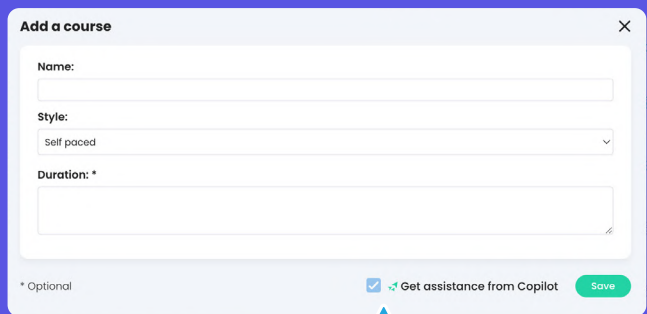 Add a course
Name:
Style:
Self paced
Duration: *
* Optional
Get assistance from Copilot
Save